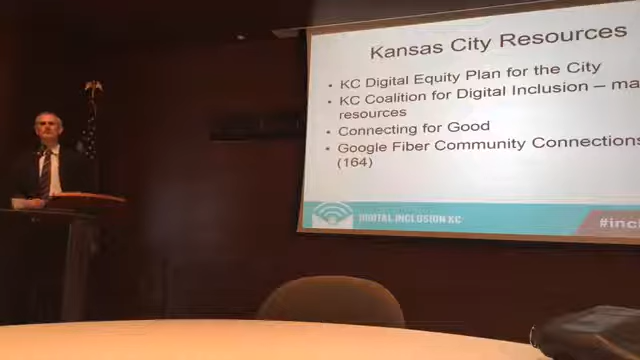 Kansas City Resources
• KC Digital Equity Plan for the City
• KC Coalition for Digital Inclusion – ma
resources
• Connecting for Good
• Google Fiber Community Connections
(164)
DIGITAL INCLUSION KC
#inc